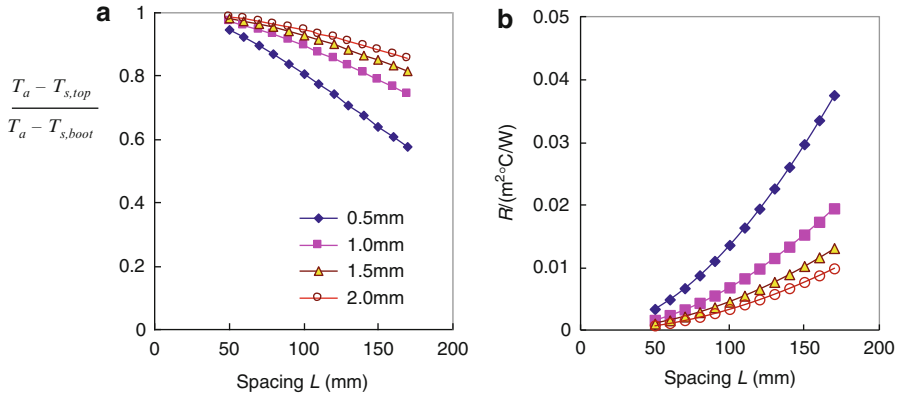 a
T_a − T_{s,top}
T_a − T_{s,boot}
1
0.8
0.6
0.4
0.2
0
0 50 100 150 200
Spacing L (mm)
0.5mm
1.0mm
1.5mm
2.0mm
b
R/(m²°C/W)
0.05
0.04
0.03
0.02
0.01
0
0 50 100 150 200
Spacing L (mm)